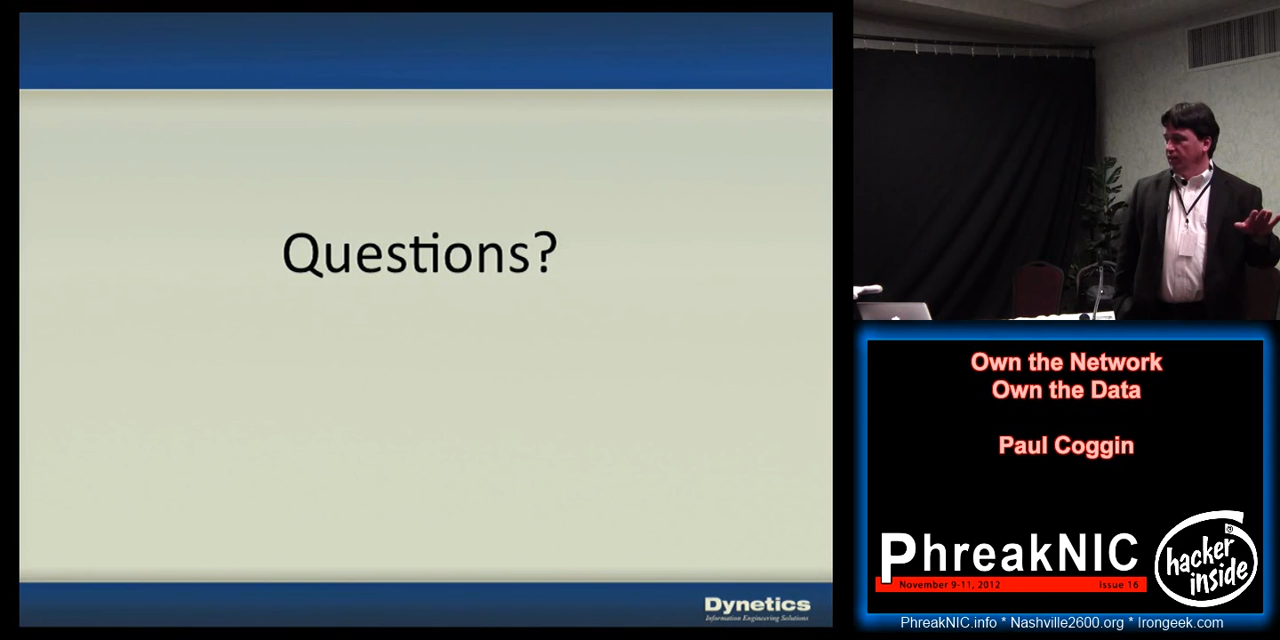 Questions?
Dynetics
Information Engineering Solutions
Own the Network
Own the Data
Paul Coggin
PhreakNIC
November 9-11, 2012 Issue 16
hacker
inside
PhreakNIC.info * Nashville2600.org * Irongeek.com